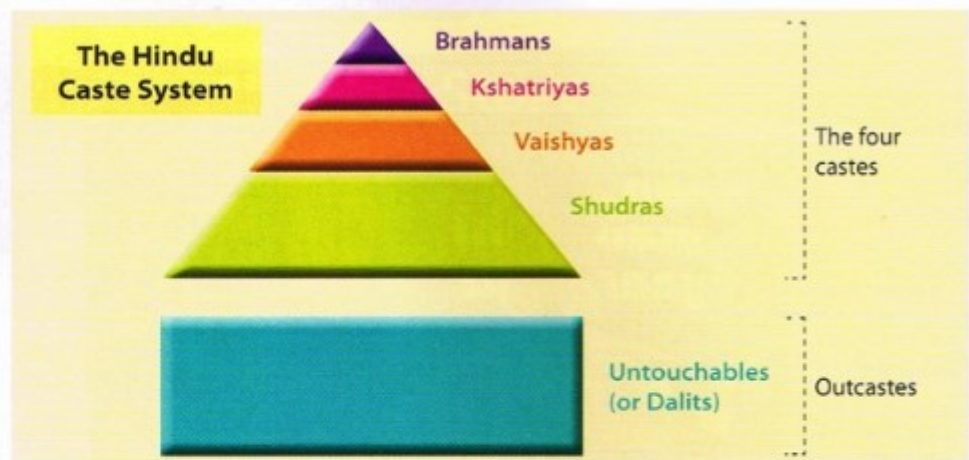 The Hindu
Caste System
Brahmans
Kshatriyas
Vaishyas
Shudras
The four
castes
Untouchables
(or Dalits)
Outcastes